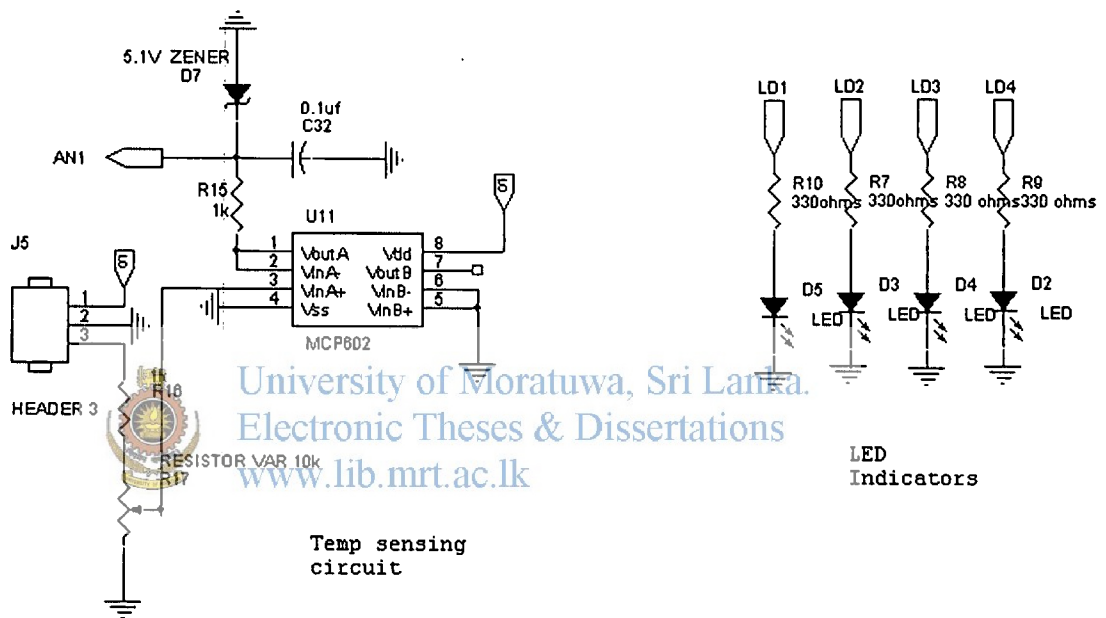 5.1V ZENER
D7
0.1uf
C32
AN1
R15
1k
U11
1 VoutA
2 VinA-
3 VinA+
4 Vss
Vdd 8
VoutB 7
VinB- 6
VinB+ 5
MCP602
J5
1
2
3
HEADER 3
R16
RESISTOR VAR 10k
R17
Temp sensing
circuit
LD1 LD2 LD3 LD4
R10 R7 R8 R9
330ohms 330ohms 330 ohms 330 ohms
D5 D3 D4 D2
LED LED LED LED
LED
Indicators
University of Moratuwa, Sri Lanka.
Electronic Theses & Dissertations
www.lib.mrt.ac.lk